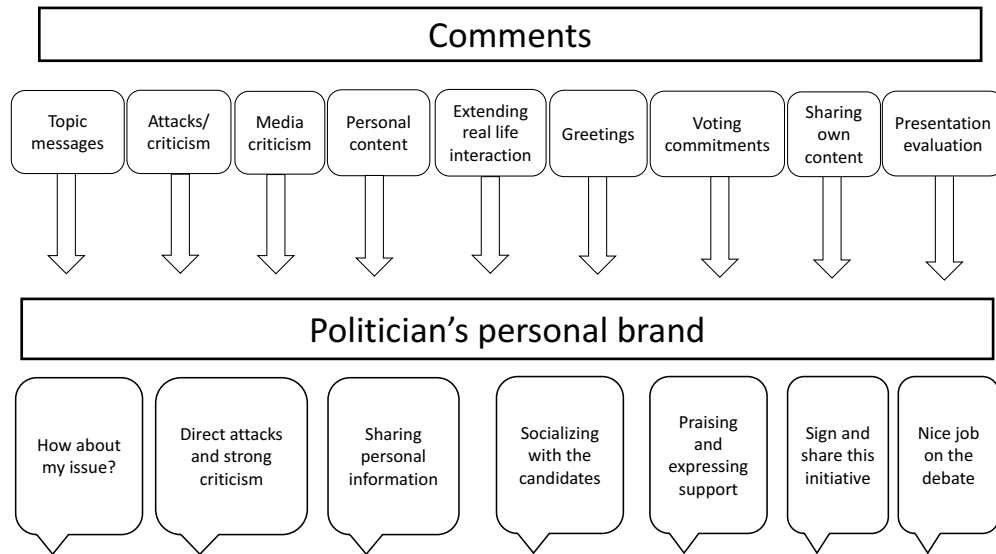 Comments
Topic
messages
Attacks/
criticism
Media
criticism
Personal
content
Extending
real life
interaction
Greetings
Voting
commitments
Sharing
own
content
Presentation
evaluation
Politician’s personal brand
How about
my issue?
Direct attacks
and strong
criticism
Sharing
personal
information
Socializing
with the
candidates
Praising
and
expressing
support
Sign and
share this
initiative
Nice job
on the
debate